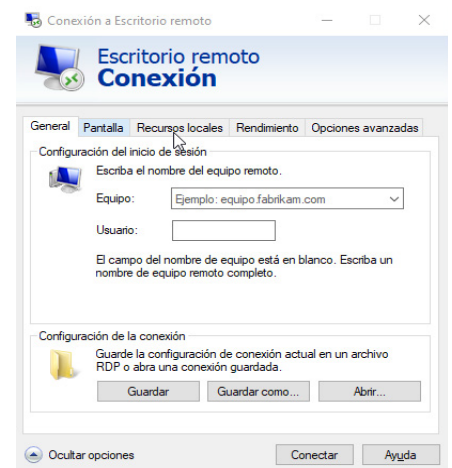 Conexión a Escritorio remoto
Escritorio remoto
Conexión
General Pantalla Recursos locales Rendimiento Opciones avanzadas
Configuración del inicio de sesión
Escriba el nombre del equipo remoto.
Equipo: Ejemplo: equipo.fabrikam.com
Usuario:
El campo del nombre de equipo está en blanco. Escriba un
nombre de equipo remoto completo.
Configuración de la conexión
Guarde la configuración de conexión actual en un archivo
RDP o abra una conexión guardada.
Guardar Guardar como... Abrir...
Ocultar opciones Conectar Ayuda